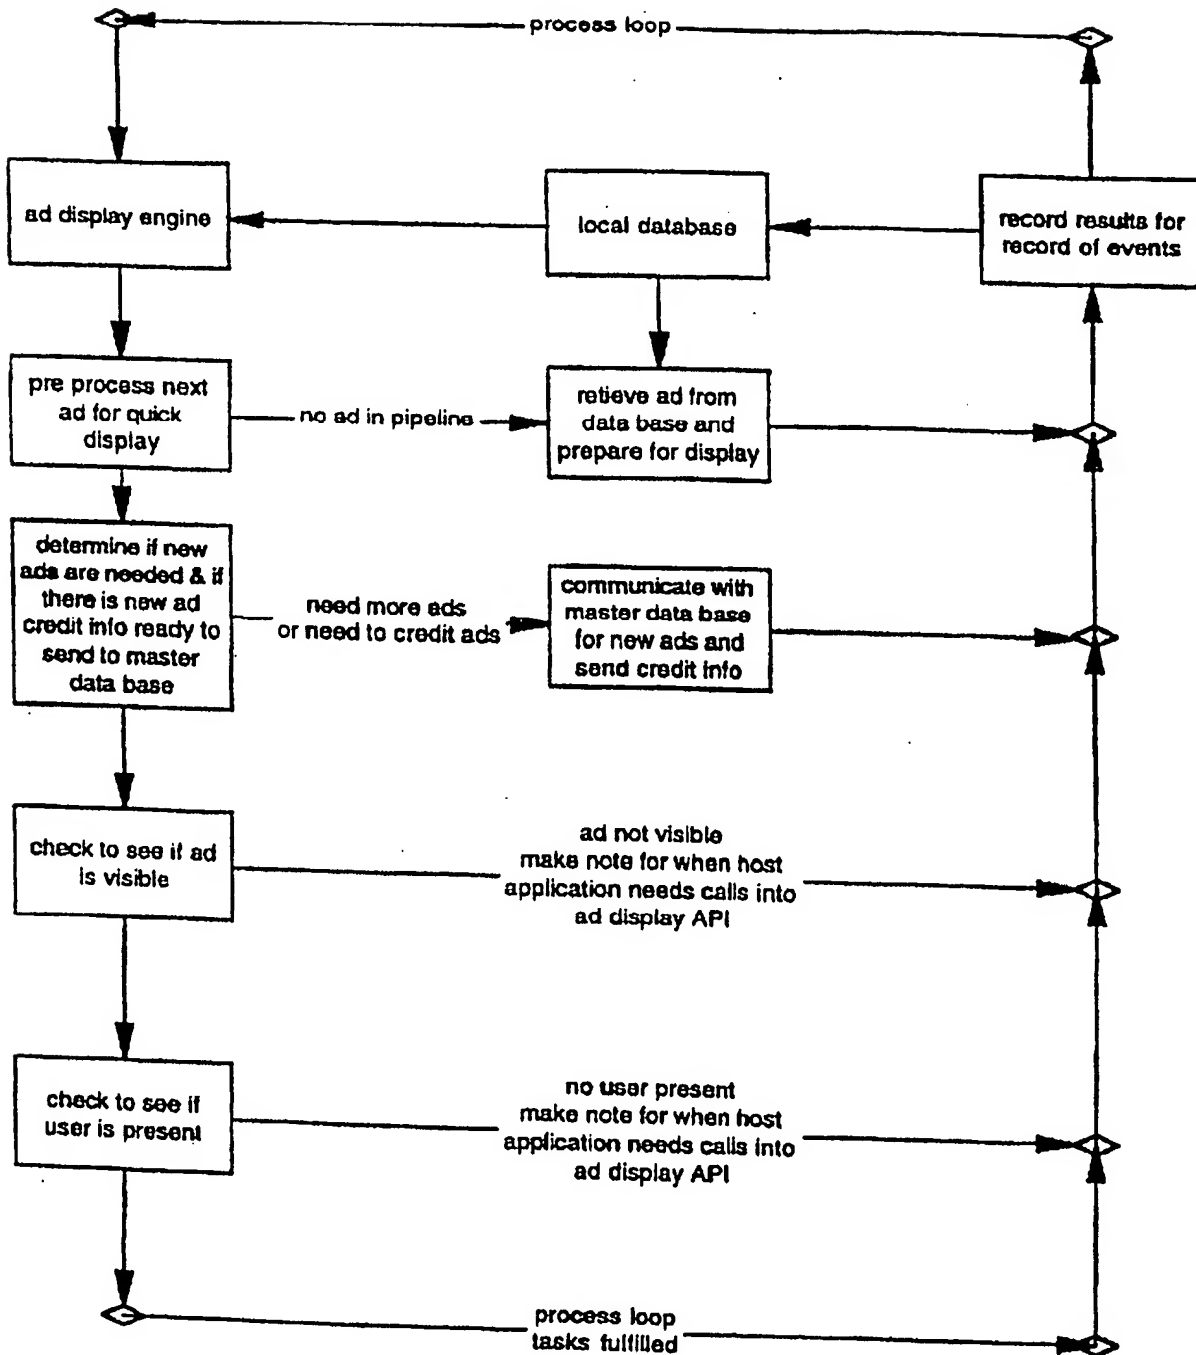 process loop
ad display engine
local database
record results for
record of events
pre process next
ad for quick
display
no ad in pipeline
retieve ad from
data base and
prepare for display
determine if new
ads are needed & if
there is new ad
credit info ready to
send to master
data base
need more ads
or need to credit ads
communicate with
master data base
for new ads and
send credit info
check to see if ad
is visible
ad not visible
make note for when host
application needs calls into
ad display API
check to see if
user is present
no user present
make note for when host
application needs calls into
ad display API
process loop
tasks fulfilled